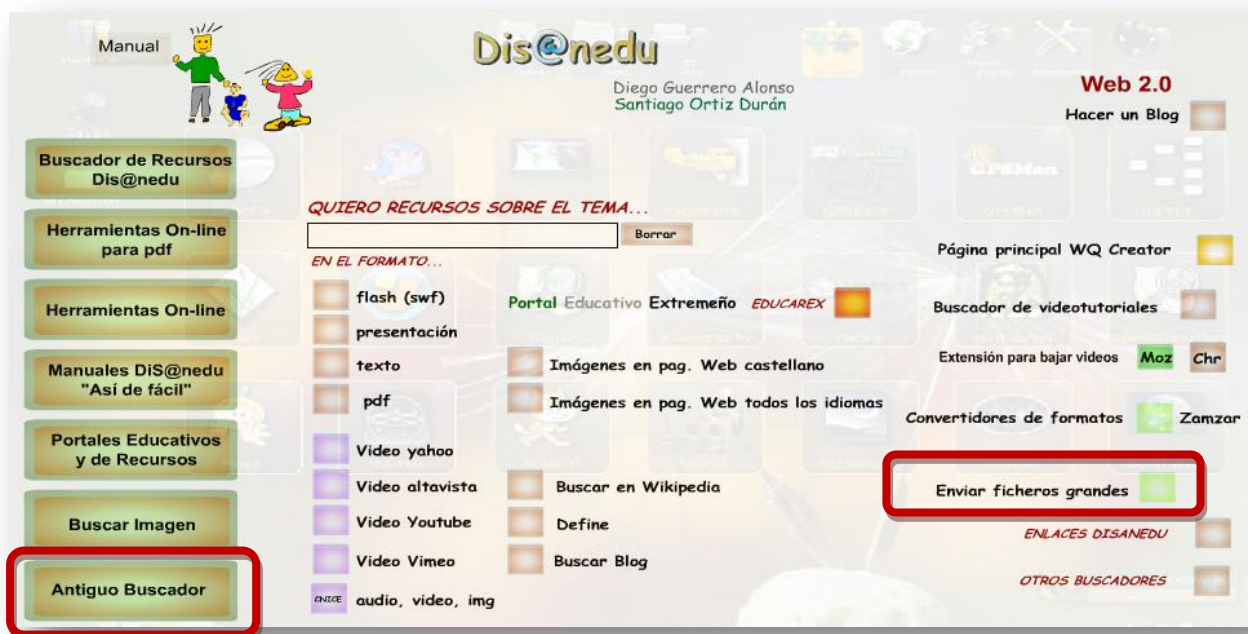 Manual
Dis@nedu
Diego Guerrero Alonso
Santiago Ortiz Durán
Web 2.0
Hacer un Blog
Buscador de Recursos
Dis@nedu
Herramientas On-line
para pdf
Herramientas On-line
Manuales DiS@nedu
"Así de fácil"
Portales Educativos
y de Recursos
Buscar Imagen
Antiguo Buscador
QUIERO RECURSOS SOBRE EL TEMA...
Borrar
EN EL FORMATO...
flash (swf)
presentación
texto
pdf
Video yahoo
Video altavista
Video Youtube
Video Vimeo
CNICE audio, video, img
Portal Educativo Extremeño EDUCAREX
Imágenes en pag. Web castellano
Imágenes en pag. Web todos los idiomas
Buscar en Wikipedia
Define
Buscar Blog
Página principal WQ Creator
Buscador de videotutoriales
Extensión para bajar videos Moz Chr
Convertidores de formatos Zamzar
Enviar ficheros grandes
ENLACES DISANEDU
OTROS BUSCADORES